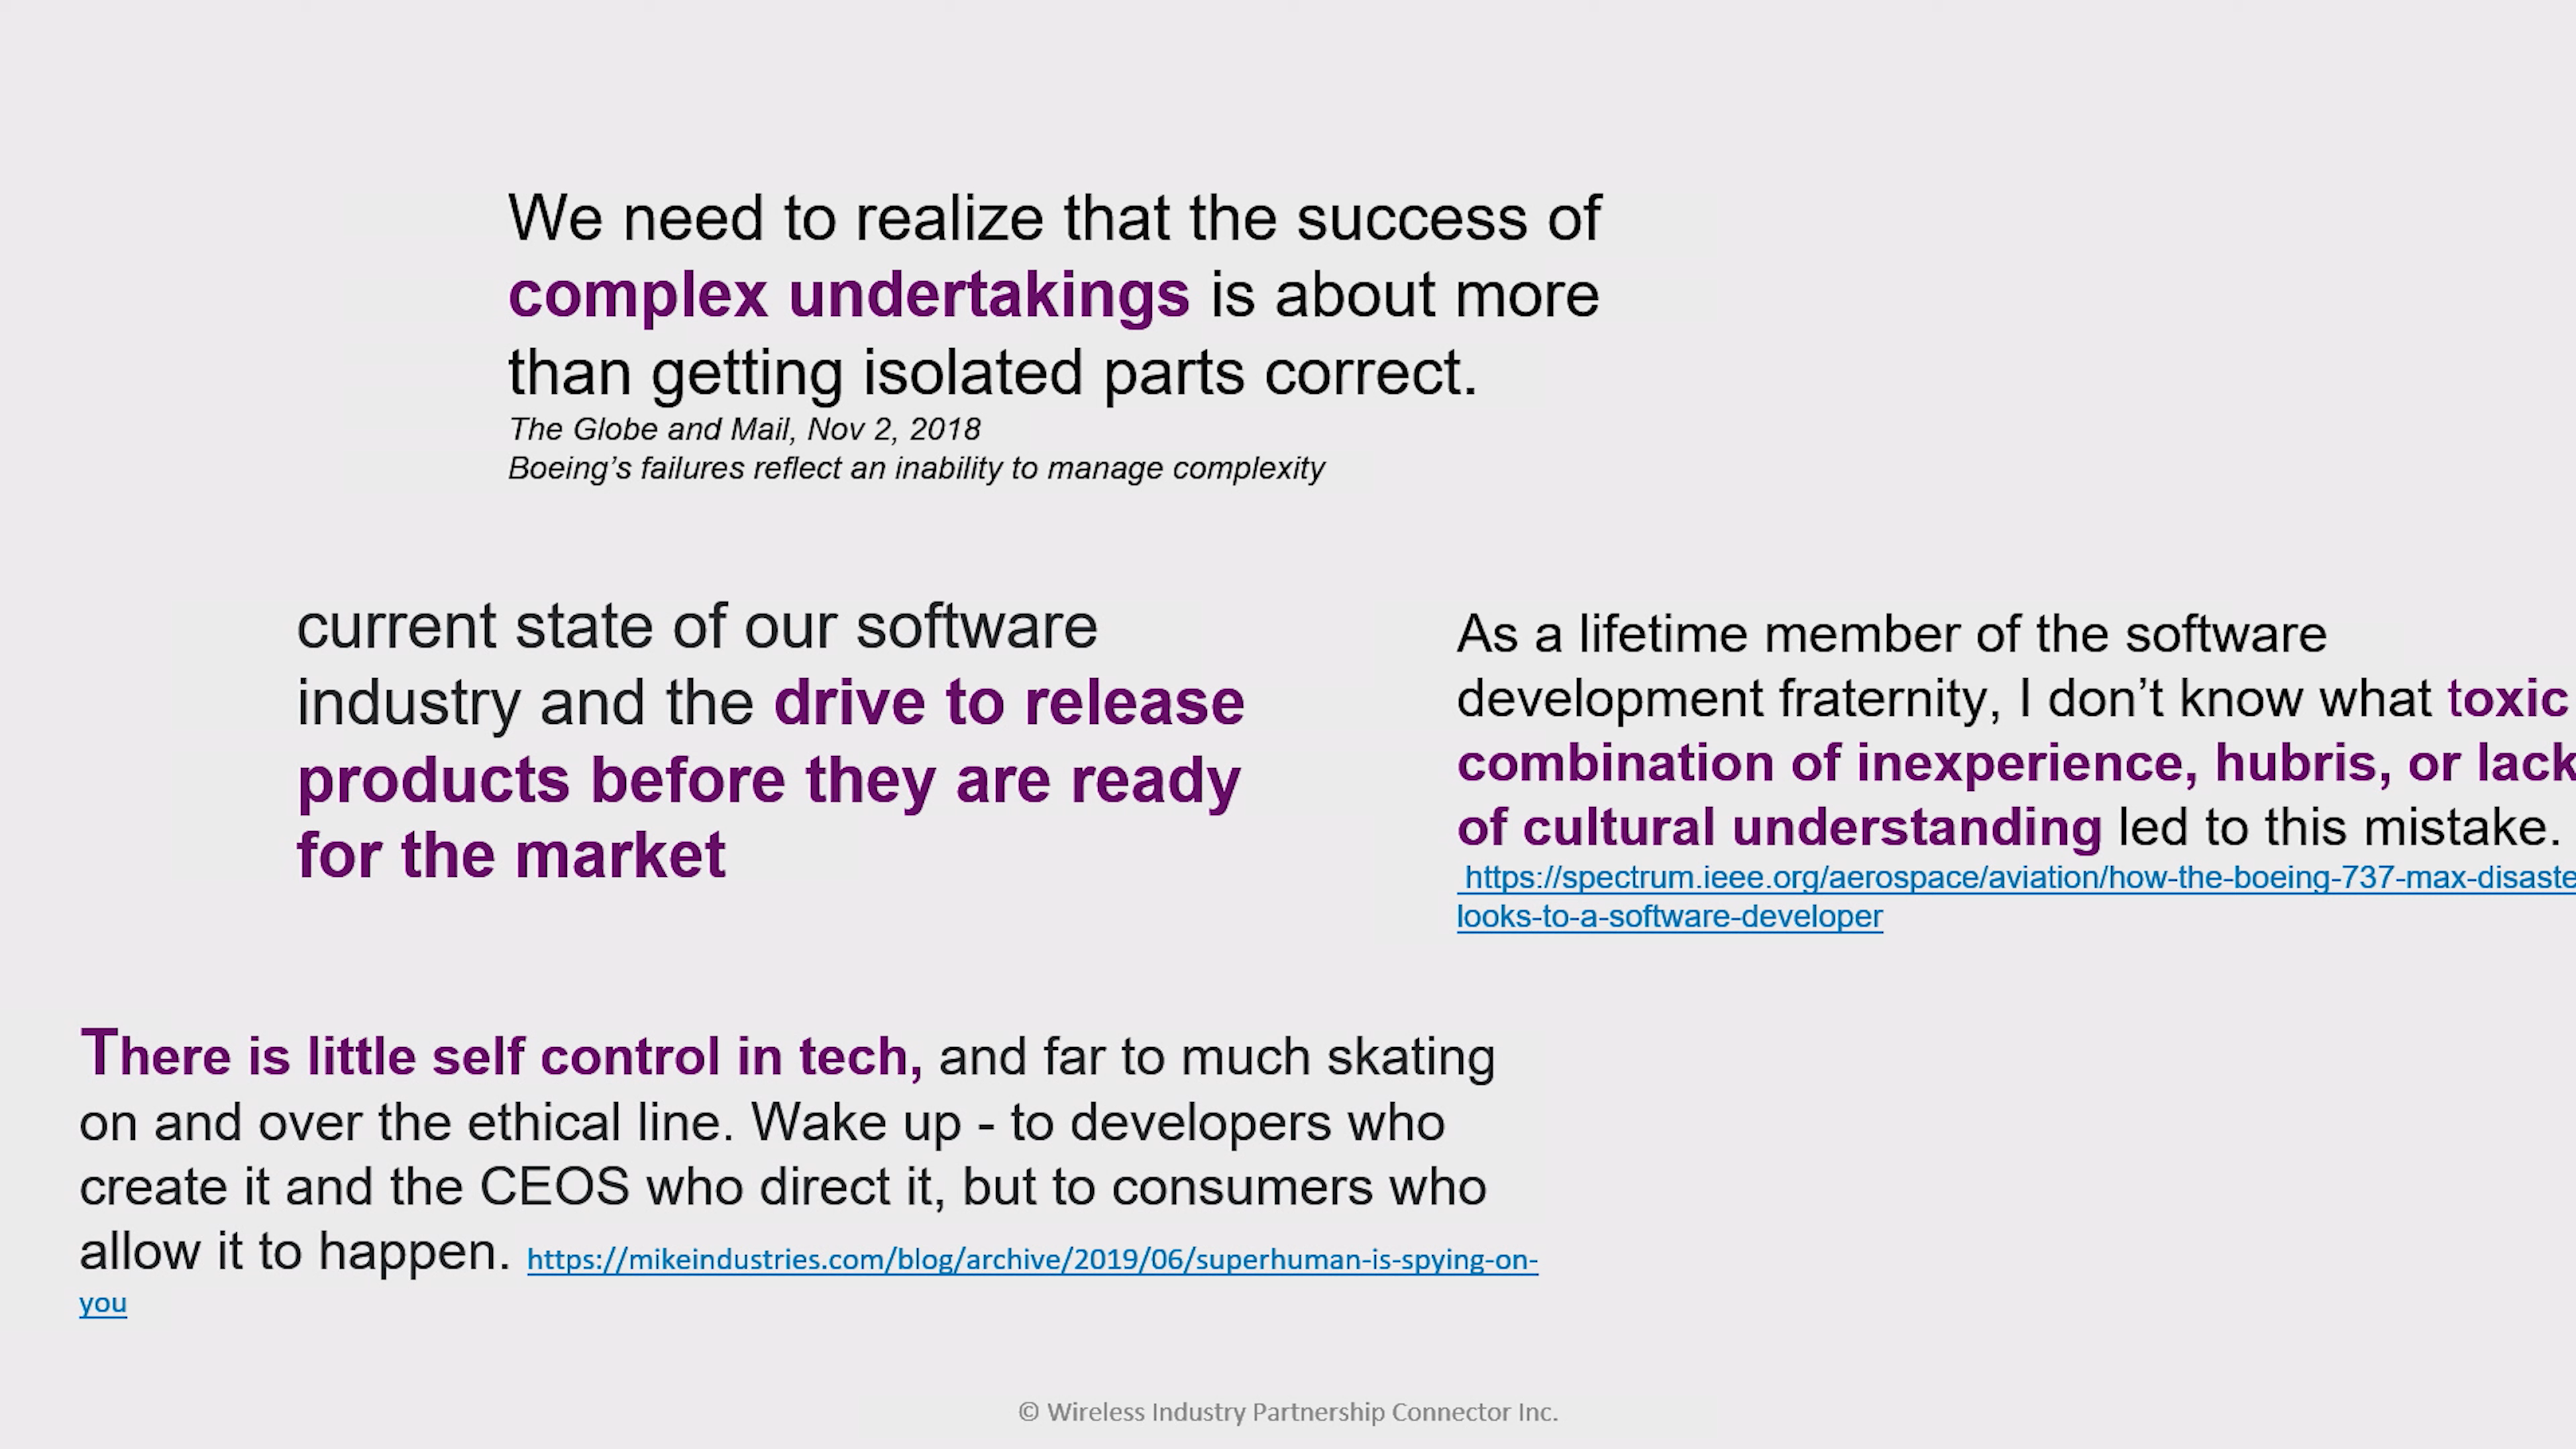 We need to realize that the success of
complex undertakings is about more
than getting isolated parts correct.
The Globe and Mail, Nov 2, 2018
Boeing’s failures reflect an inability to manage complexity
current state of our software
industry and the drive to release
products before they are ready
for the market
As a lifetime member of the software
development fraternity, I don’t know what toxic
combination of inexperience, hubris, or lack
of cultural understanding led to this mistake.
https://spectrum.ieee.org/aerospace/aviation/how-the-boeing-737-max-disaste
looks-to-a-software-developer
There is little self control in tech, and far to much skating
on and over the ethical line. Wake up - to developers who
create it and the CEOS who direct it, but to consumers who
allow it to happen. https://mikeindustries.com/blog/archive/2019/06/superhuman-is-spying-on-
you
© Wireless Industry Partnership Connector Inc.